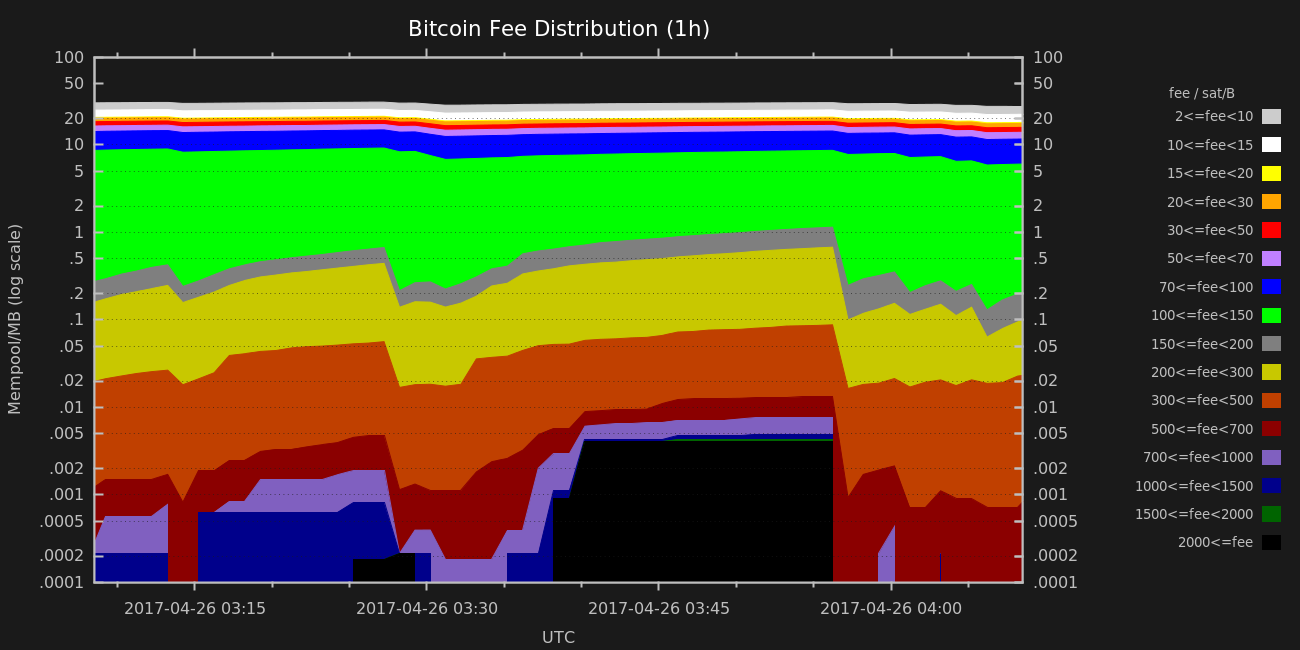 Bitcoin Fee Distribution (1h)
100
50
20
10
5
2
1
.5
.2
.1
.05
.02
.01
.005
.002
.001
.0005
.0002
.0001
Mempool/MB (log scale)
100
50
20
10
5
2
1
.5
.2
.1
.05
.02
.01
.005
.002
.001
.0005
.0002
.0001
2017-04-26 03:15
2017-04-26 03:30
2017-04-26 03:45
2017-04-26 04:00
UTC
fee / sat/B
2<=fee<10
10<=fee<15
15<=fee<20
20<=fee<30
30<=fee<50
50<=fee<70
70<=fee<100
100<=fee<150
150<=fee<200
200<=fee<300
300<=fee<500
500<=fee<700
700<=fee<1000
1000<=fee<1500
1500<=fee<2000
2000<=fee